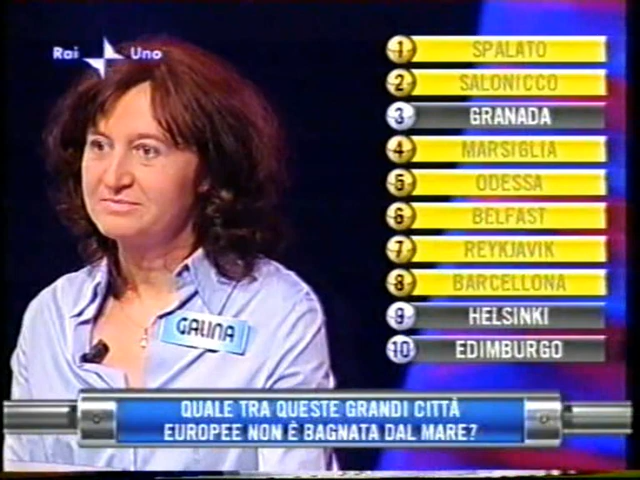 Rai Uno
1 SPALATO
2 SALONICCO
3 GRANADA
4 MARSIGLIA
5 ODESSA
6 BELFAST
7 REYKJAVIK
8 BARCELLONA
9 HELSINKI
10 EDIMBURGO
GALINA
QUALE TRA QUESTE GRANDI CITTÀ
EUROPEE NON È BAGNATA DAL MARE?